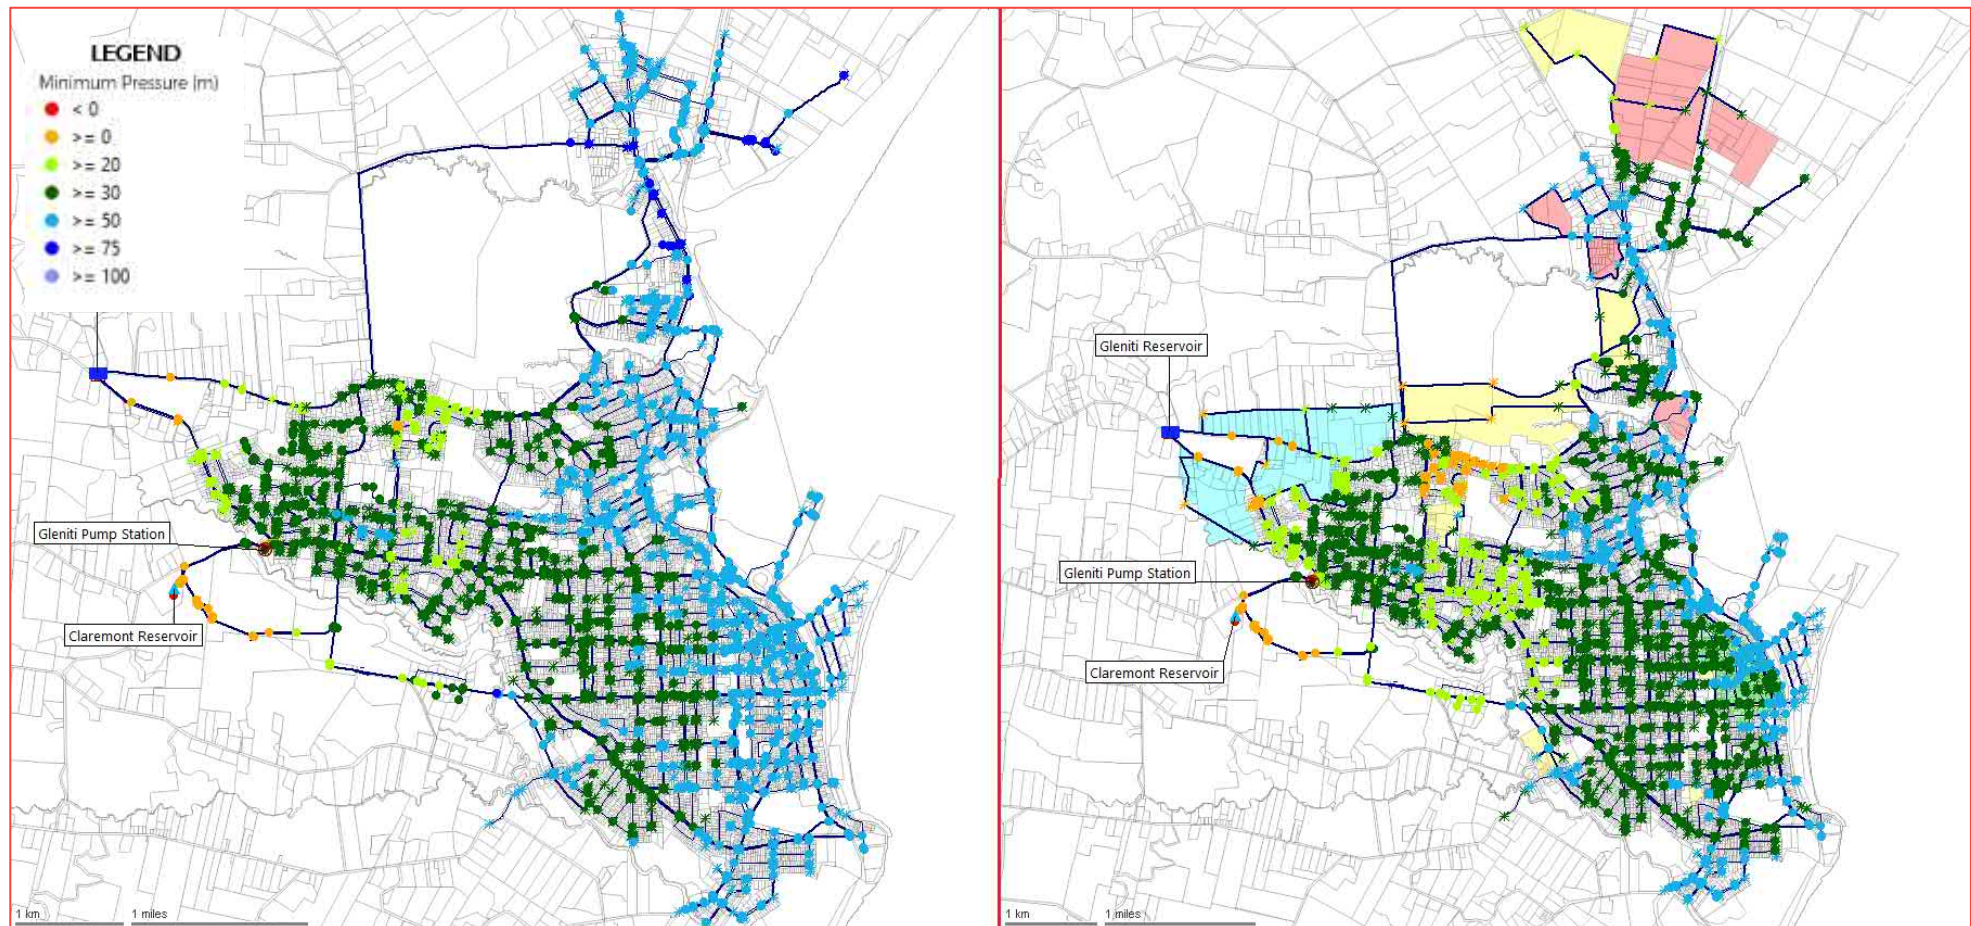 LEGEND
Minimum Pressure (m)
< 0
>= 0
>= 20
>= 30
>= 50
>= 75
>= 100
Gleniti Pump Station
Claremont Reservoir
1 km
1 miles
Gleniti Reservoir
Gleniti Pump Station
Claremont Reservoir
1 km
1 miles